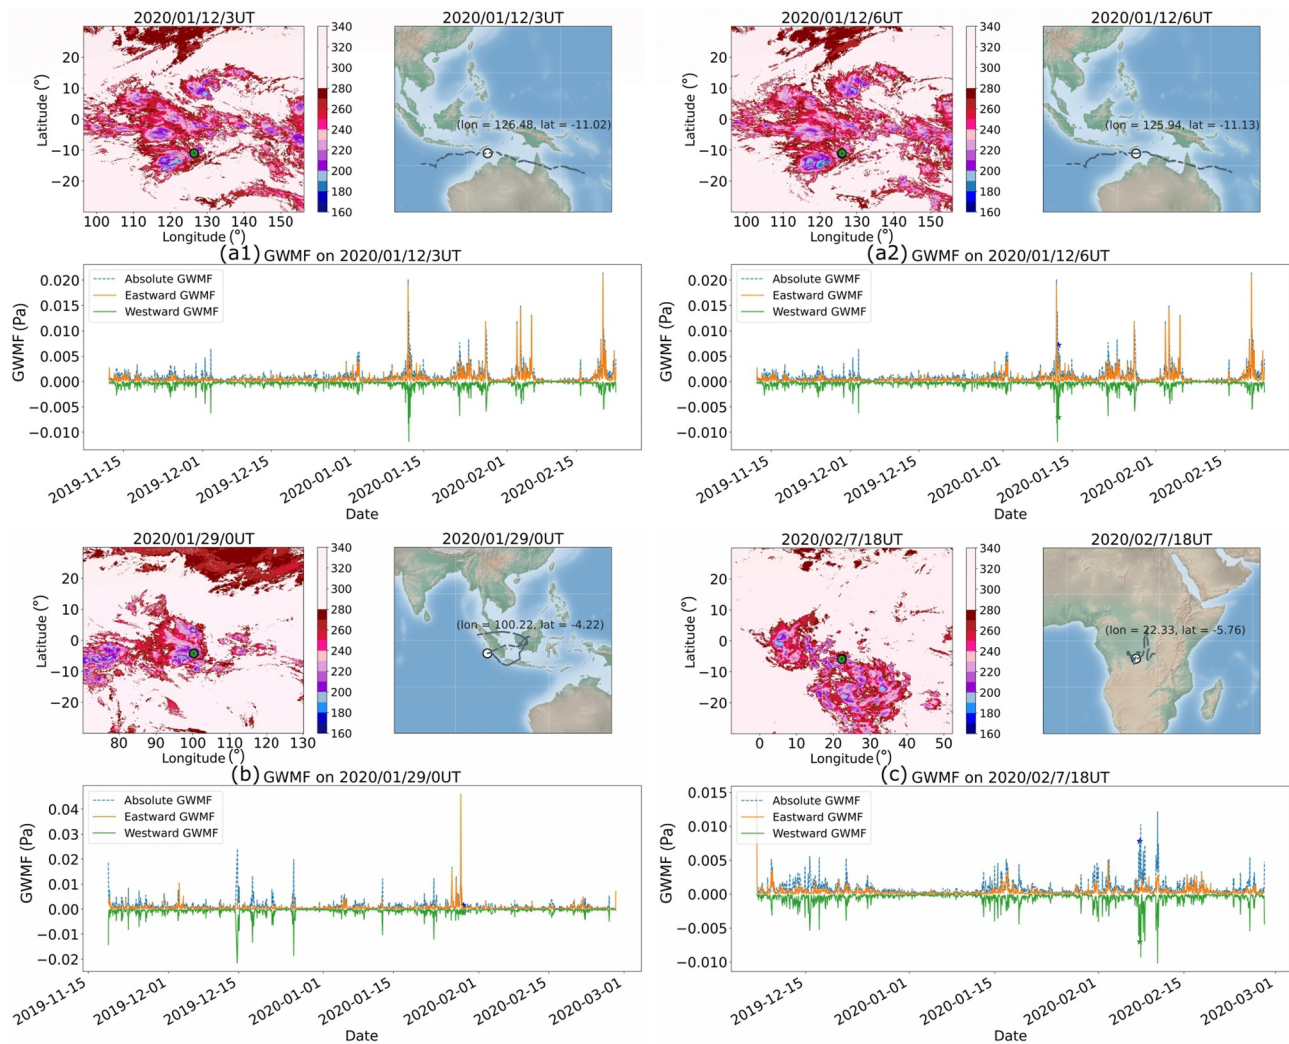 2020/01/12/3UT
2020/01/12/3UT
2020/01/12/6UT
2020/01/12/6UT
Latitude (°)
20
10
0
−10
−20
100 110 120 130 140 150
Longitude (°)
340
320
300
280
260
240
220
200
180
160
(lon = 126.48, lat = -11.02)
Latitude (°)
20
10
0
−10
−20
100 110 120 130 140 150
Longitude (°)
340
320
300
280
260
240
220
200
180
160
(lon = 125.94, lat = -11.13)
(a1) GWMF on 2020/01/12/3UT
GWMF (Pa)
0.020
0.015
0.010
0.005
0.000
−0.005
−0.010
Absolute GWMF
Eastward GWMF
Westward GWMF
2019-11-15 2019-12-01 2019-12-15 2020-01-01 2020-01-15 2020-02-01 2020-02-15
Date
(a2) GWMF on 2020/01/12/6UT
GWMF (Pa)
0.020
0.015
0.010
0.005
0.000
−0.005
−0.010
Absolute GWMF
Eastward GWMF
Westward GWMF
2019-11-15 2019-12-01 2019-12-15 2020-01-01 2020-01-15 2020-02-01 2020-02-15
Date
2020/01/29/0UT
2020/01/29/0UT
2020/02/7/18UT
2020/02/7/18UT
Latitude (°)
20
10
0
−10
−20
80 90 100 110 120 130
Longitude (°)
340
320
300
280
260
240
220
200
180
160
(lon = 100.22, lat = -4.22)
Latitude (°)
20
10
0
−10
−20
0 10 20 30 40 50
Longitude (°)
340
320
300
280
260
240
220
200
180
160
(lon = 22.33, lat = -5.76)
(b) GWMF on 2020/01/29/0UT
GWMF (Pa)
0.04
0.03
0.02
0.01
0.00
−0.01
−0.02
Absolute GWMF
Eastward GWMF
Westward GWMF
2019-11-15 2019-12-01 2019-12-15 2020-01-01 2020-01-15 2020-02-01 2020-02-15 2020-03-01
Date
(c) GWMF on 2020/02/7/18UT
GWMF (Pa)
0.015
0.010
0.005
0.000
−0.005
−0.010
Absolute GWMF
Eastward GWMF
Westward GWMF
2019-12-15 2020-01-01 2020-01-15 2020-02-01 2020-02-15 2020-03-01
Date